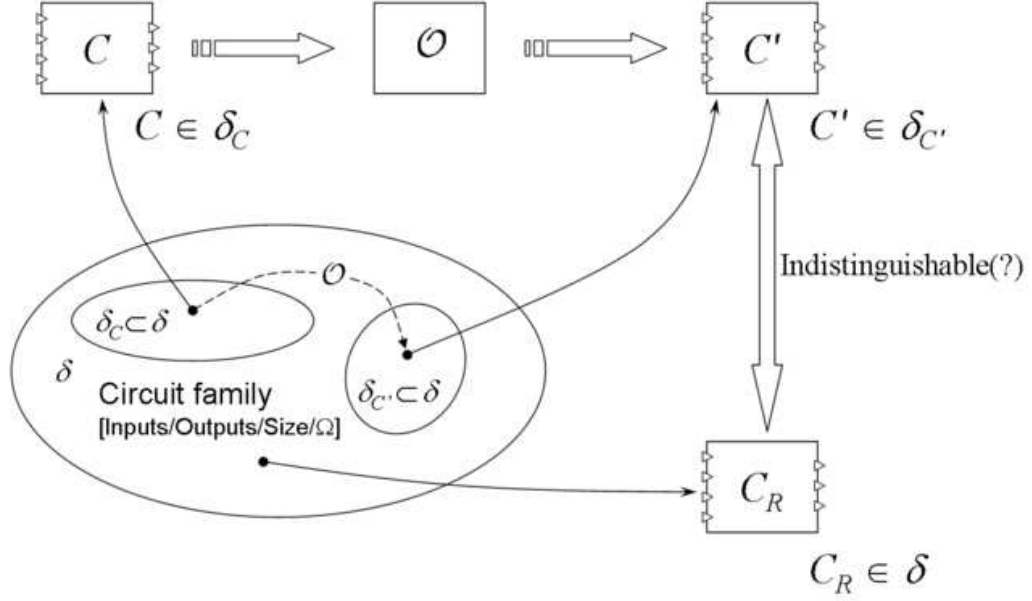 C
𝒪
C'
C ∈ δ_C
C' ∈ δ_C'
𝒪
Indistinguishable(?)
δ_C ⊂ δ
δ
δ_C' ⊂ δ
Circuit family
[Inputs/Outputs/Size/Ω]
C_R
C_R ∈ δ